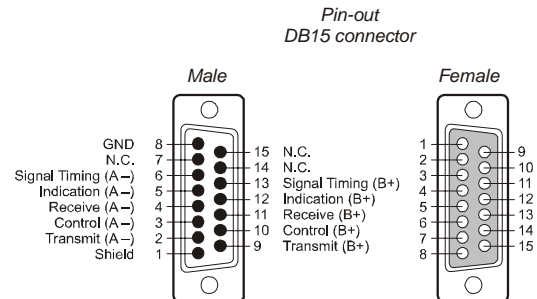 Pin-out
DB15 connector
Male
Female
GND 8
N.C. 7
Signal Timing (A–) 6
Indication (A–) 5
Receive (A–) 4
Control (A–) 3
Transmit (A–) 2
Shield 1
15 N.C.
14 N.C.
13 Signal Timing (B+)
12 Indication (B+)
11 Receive (B+)
10 Control (B+)
9 Transmit (B+)
1
2
3
4
5
6
7
8
9
10
11
12
13
14
15